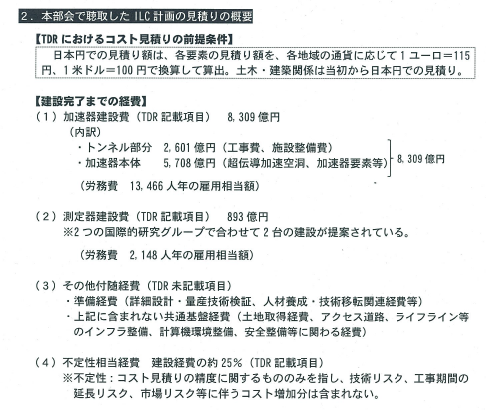 ２．本部会で聴取したILC計画の見積りの概要
【TDRにおけるコスト見積りの前提条件】
日本円での見積り額は、各要素の見積り額を、各地域の通貨に応じて１ユーロ＝115
円、１米ドル＝100円で換算して算出。土木・建築関係は当初から日本円での見積り。
【建設完了までの経費】
（１）加速器建設費（TDR記載項目） 8,309億円
（内訳）
・トンネル部分 2,601億円（工事費、施設整備費）
・加速器本体 5,708億円（超伝導加速空洞、加速器要素等）
8,309億円
（労務費 13,466人年の雇用相当額）
（２）測定器建設費（TDR記載項目） 893億円
※２つの国際的研究グループで合わせて２台の建設が提案されている。
（労務費 2,148人年の雇用相当額）
（３）その他付随経費（TDR未記載項目）
・準備経費（詳細設計・量産技術検証、人材養成・技術移転関連経費等）
・上記に含まれない共通基盤経費（土地取得経費、アクセス道路、ライフライン等
のインフラ整備、計算機環境整備、安全整備等に関わる経費）
（４）不定性相当経費 建設経費の約25％（TDR記載項目）
※不定性：コスト見積りの精度に関するもののみを指し、技術リスク、工事期間の
延長リスク、市場リスク等に伴うコスト増加分は含まれない。